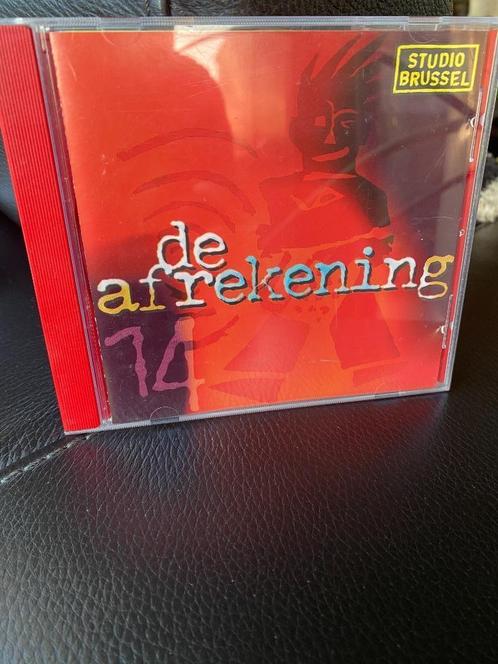 STUDIO
BRUSSEL
de
afrekening
14